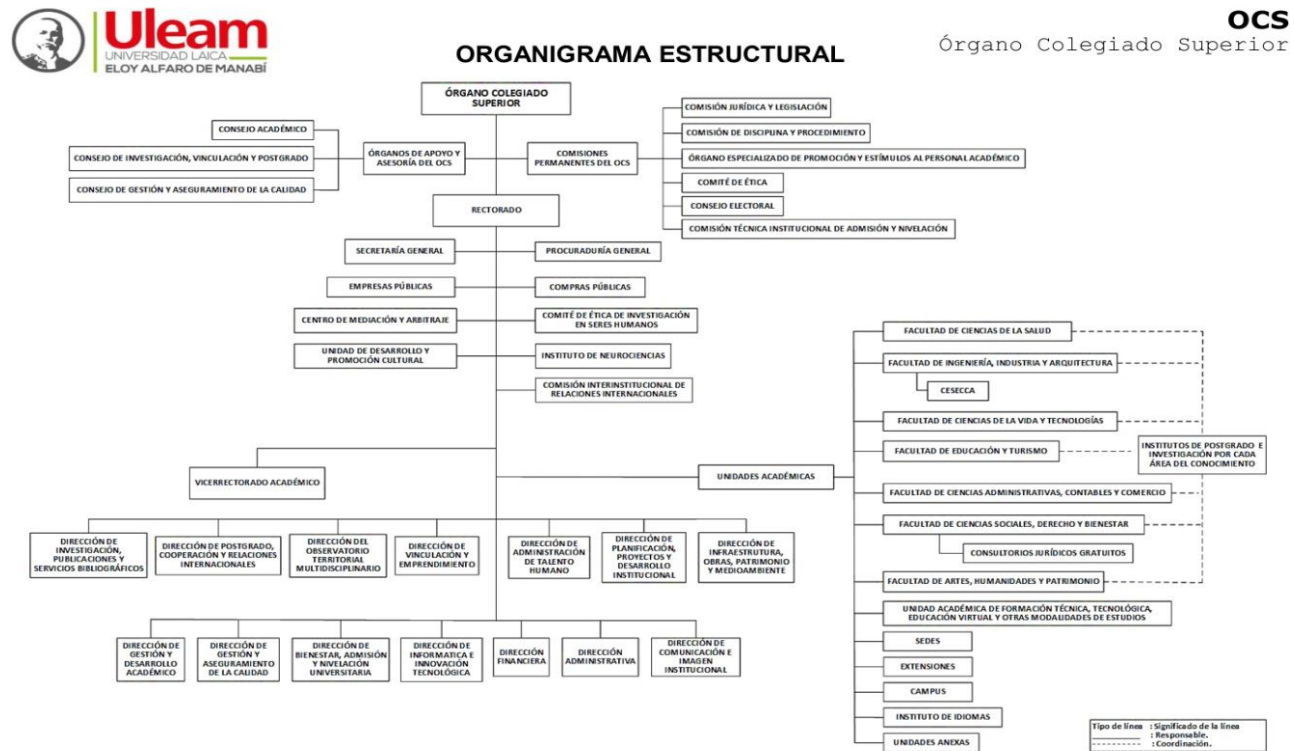 Uleam
UNIVERSIDAD LAICA
ELOY ALFARO DE MANABÍ
ORGANIGRAMA ESTRUCTURAL
OCS
Órgano Colegiado Superior
ÓRGANO COLEGIADO
SUPERIOR
CONSEJO ACADÉMICO
CONSEJO DE INVESTIGACIÓN, VINCULACIÓN Y POSTGRADO
CONSEJO DE GESTIÓN Y ASEGURAMIENTO DE LA CALIDAD
ÓRGANOS DE APOYO Y
ASESORÍA DEL OCS
COMISIONES
PERMANENTES DEL OCS
COMISIÓN JURÍDICA Y LEGISLACIÓN
COMISIÓN DE DISCIPLINA Y PROCEDIMIENTO
ÓRGANO ESPECIALIZADO DE PROMOCIÓN Y ESTÍMULOS AL PERSONAL ACADÉMICO
COMITÉ DE ÉTICA
CONSEJO ELECTORAL
COMISIÓN TÉCNICA INSTITUCIONAL DE ADMISIÓN Y NIVELACIÓN
RECTORADO
SECRETARÍA GENERAL
PROCURADURÍA GENERAL
EMPRESAS PÚBLICAS
COMPRAS PÚBLICAS
CENTRO DE MEDIACIÓN Y ARBITRAJE
COMITÉ DE ÉTICA DE INVESTIGACIÓN
EN SERES HUMANOS
UNIDAD DE DESARROLLO Y
PROMOCIÓN CULTURAL
INSTITUTO DE NEUROCIENCIAS
COMISIÓN INTERINSTITUCIONAL DE
RELACIONES INTERNACIONALES
VICERRECTORADO ACADÉMICO
UNIDADES ACADÉMICAS
FACULTAD DE CIENCIAS DE LA SALUD
FACULTAD DE INGENIERÍA, INDUSTRIA Y ARQUITECTURA
CESECCA
FACULTAD DE CIENCIAS DE LA VIDA Y TECNOLOGÍAS
FACULTAD DE EDUCACIÓN Y TURISMO
INSTITUTOS DE POSTGRADO E
INVESTIGACIÓN POR CADA
ÁREA DEL CONOCIMIENTO
FACULTAD DE CIENCIAS ADMINISTRATIVAS, CONTABLES Y COMERCIO
FACULTAD DE CIENCIAS SOCIALES, DERECHO Y BIENESTAR
CONSULTORIOS JURÍDICOS GRATUITOS
FACULTAD DE ARTES, HUMANIDADES Y PATRIMONIO
UNIDAD ACADÉMICA DE FORMACIÓN TÉCNICA, TECNOLÓGICA,
EDUCACIÓN VIRTUAL Y OTRAS MODALIDADES DE ESTUDIOS
SEDES
EXTENSIONES
CAMPUS
INSTITUTO DE IDIOMAS
UNIDADES ANEXAS
DIRECCIÓN DE
INVESTIGACIÓN,
PUBLICACIONES Y
SERVICIOS BIBLIOGRÁFICOS
DIRECCIÓN DE POSTGRADO,
COOPERACIÓN Y RELACIONES
INTERNACIONALES
DIRECCIÓN DEL
OBSERVATORIO
TERRITORIAL
MULTIDISCIPLINARIO
DIRECCIÓN DE
VINCULACIÓN Y
EMPRENDIMIENTO
DIRECCIÓN DE
ADMINISTRACIÓN
DE TALENTO
HUMANO
DIRECCIÓN DE
PLANIFICACIÓN,
PROYECTOS Y
DESARROLLO
INSTITUCIONAL
DIRECCIÓN DE
INFRAESTRUTURA,
OBRAS, PATRIMONIO
Y MEDIOAMBIENTE
DIRECCIÓN DE
GESTIÓN Y
DESARROLLO
ACADÉMICO
DIRECCIÓN DE
GESTIÓN Y
ASEGURAMIENTO
DE LA CALIDAD
DIRECCIÓN DE
BIENESTAR, ADMISIÓN
Y NIVELACIÓN
UNIVERSITARIA
DIRECCIÓN DE
INFORMATICA E
INNOVACIÓN
TECNOLÓGICA
DIRECCIÓN
FINANCIERA
DIRECCIÓN
ADMINISTRATIVA
DIRECCIÓN DE
COMUNICACIÓN E
IMAGEN
INSTITUCIONAL
Tipo de línea : Significado de la línea
: Responsable.
: Coordinación.